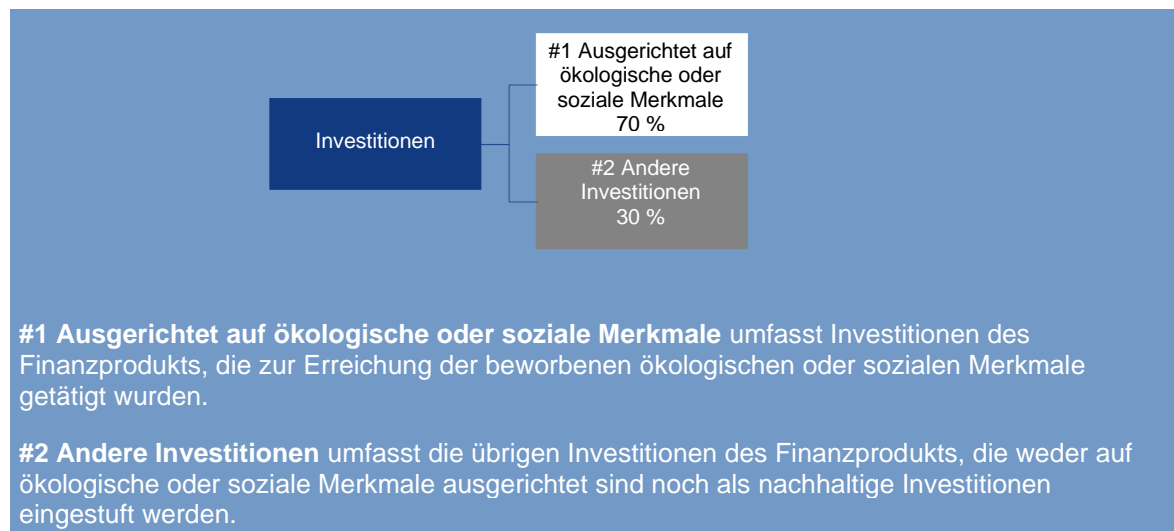 #1 Ausgerichtet auf
ökologische oder
soziale Merkmale
70 %
Investitionen
#2 Andere
Investitionen
30 %
#1 Ausgerichtet auf ökologische oder soziale Merkmale umfasst Investitionen des
Finanzprodukts, die zur Erreichung der beworbenen ökologischen oder sozialen Merkmale
getätigt wurden.
#2 Andere Investitionen umfasst die übrigen Investitionen des Finanzprodukts, die weder auf
ökologische oder soziale Merkmale ausgerichtet sind noch als nachhaltige Investitionen
eingestuft werden.